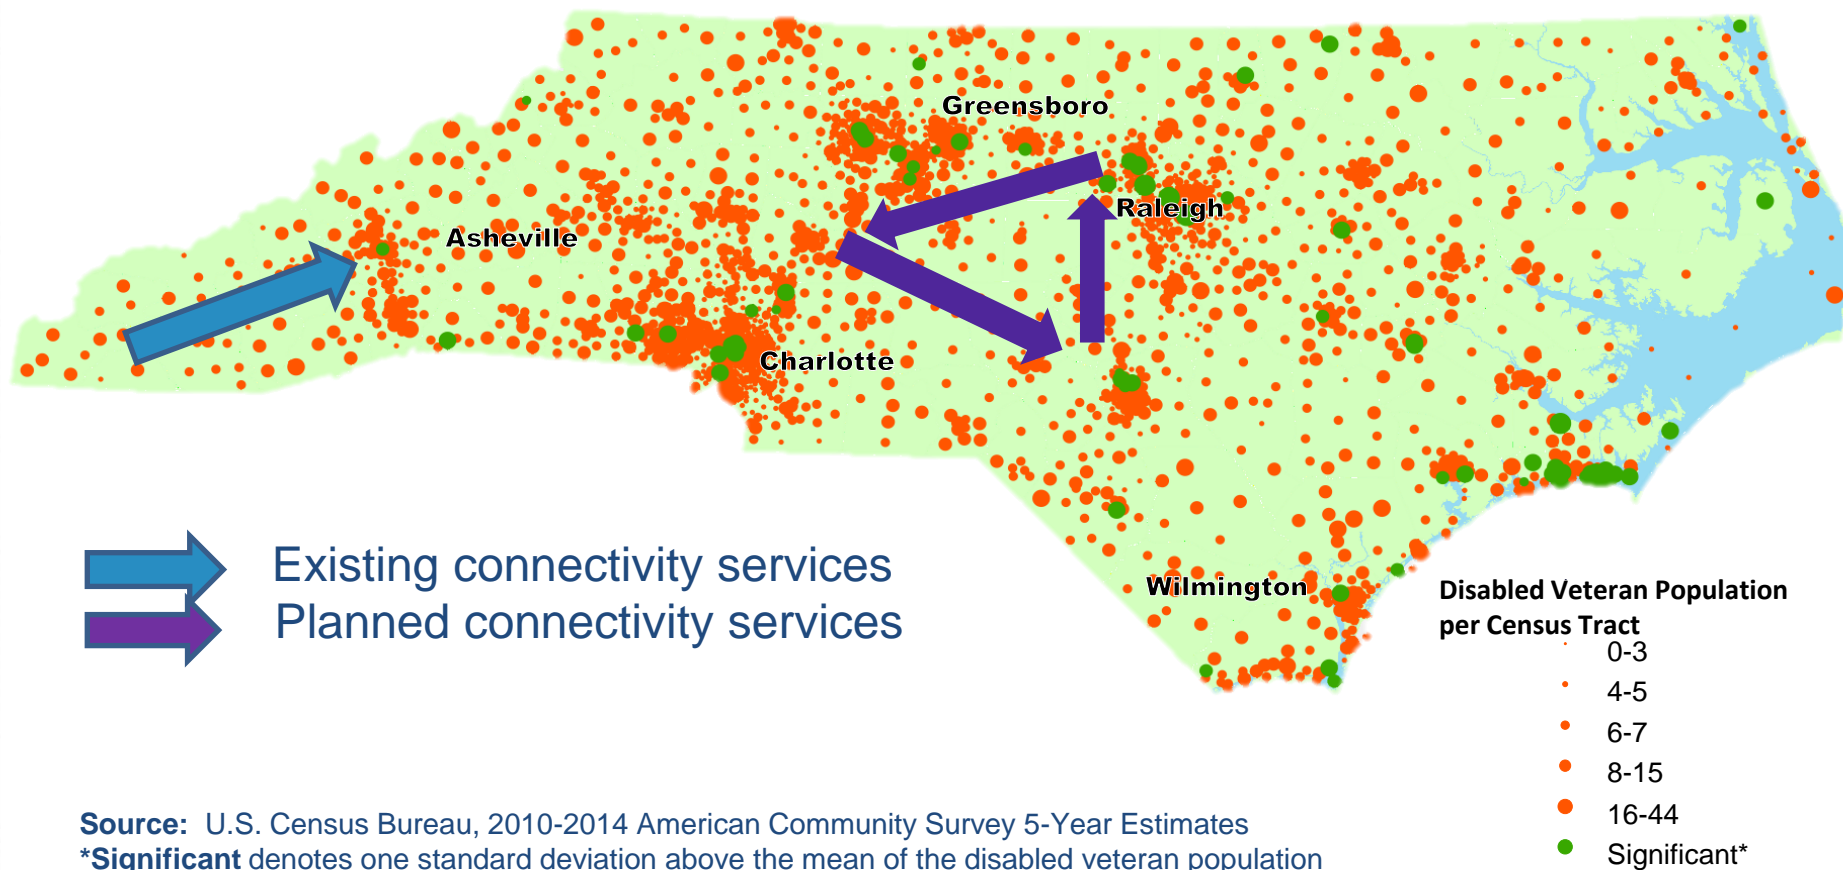 Greensboro
Raleigh
Asheville
Charlotte
Existing connectivity services
Planned connectivity services
Wilmington
Disabled Veteran Population
per Census Tract
0-3
4-5
6-7
8-15
16-44
Significant*
Source: U.S. Census Bureau, 2010-2014 American Community Survey 5-Year Estimates
*Significant denotes one standard deviation above the mean of the disabled veteran population